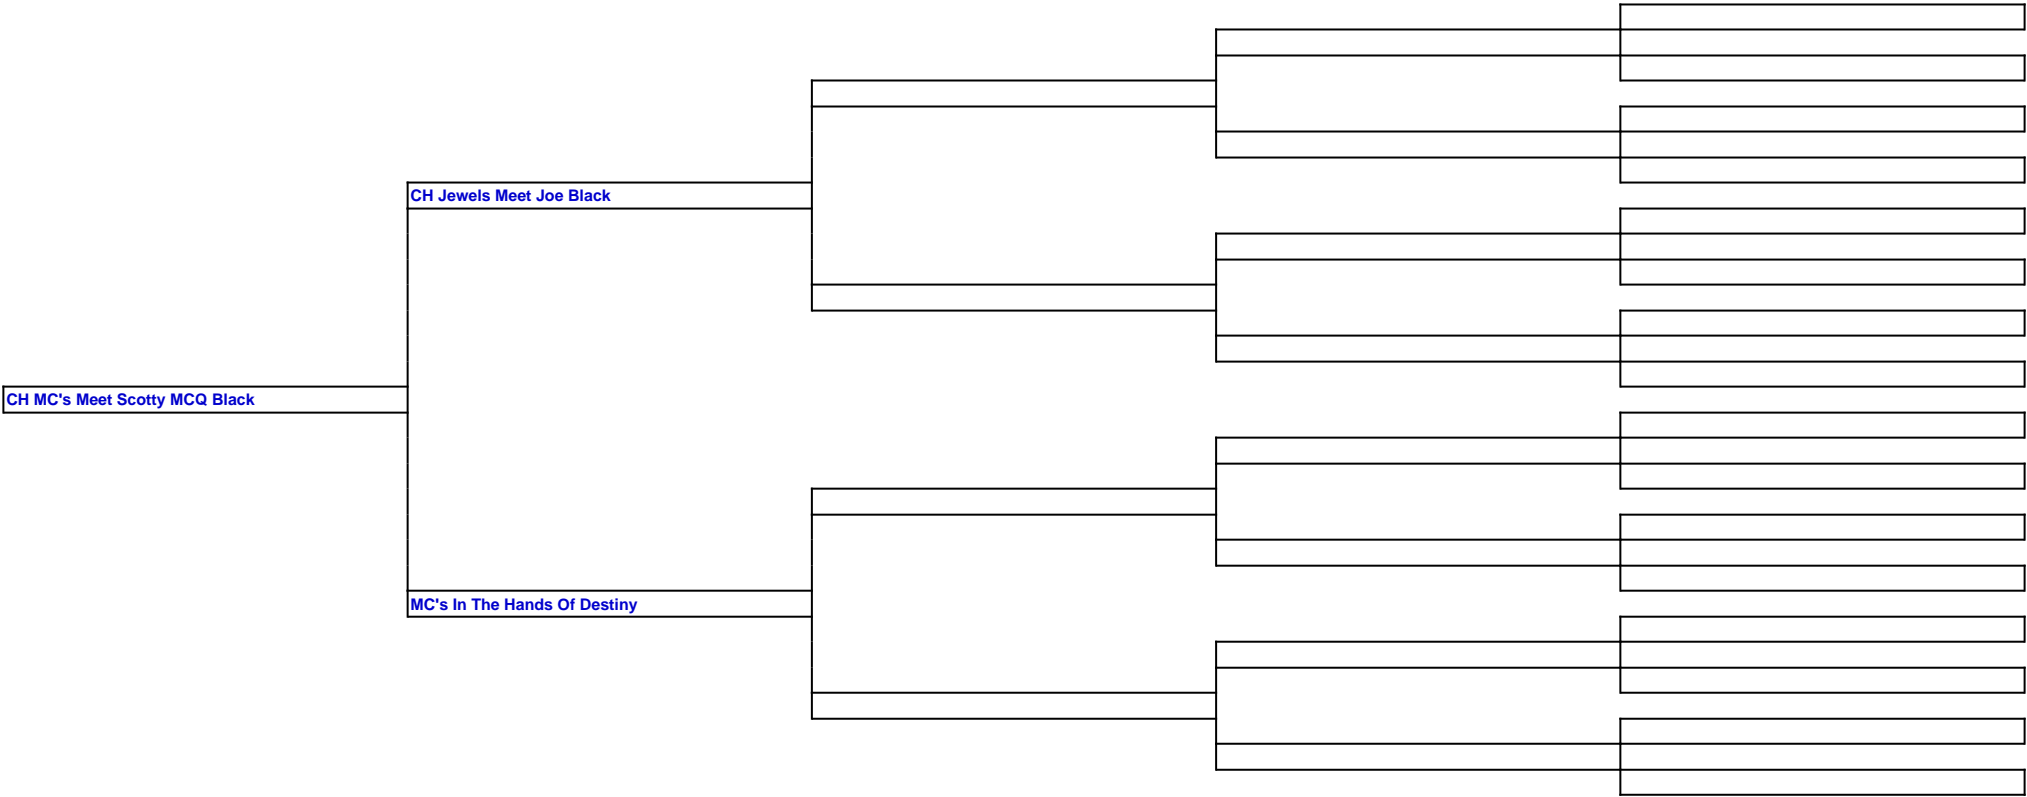 CH Jewels Meet Joe Black
CH MC's Meet Scotty MCQ Black
MC's In The Hands Of Destiny